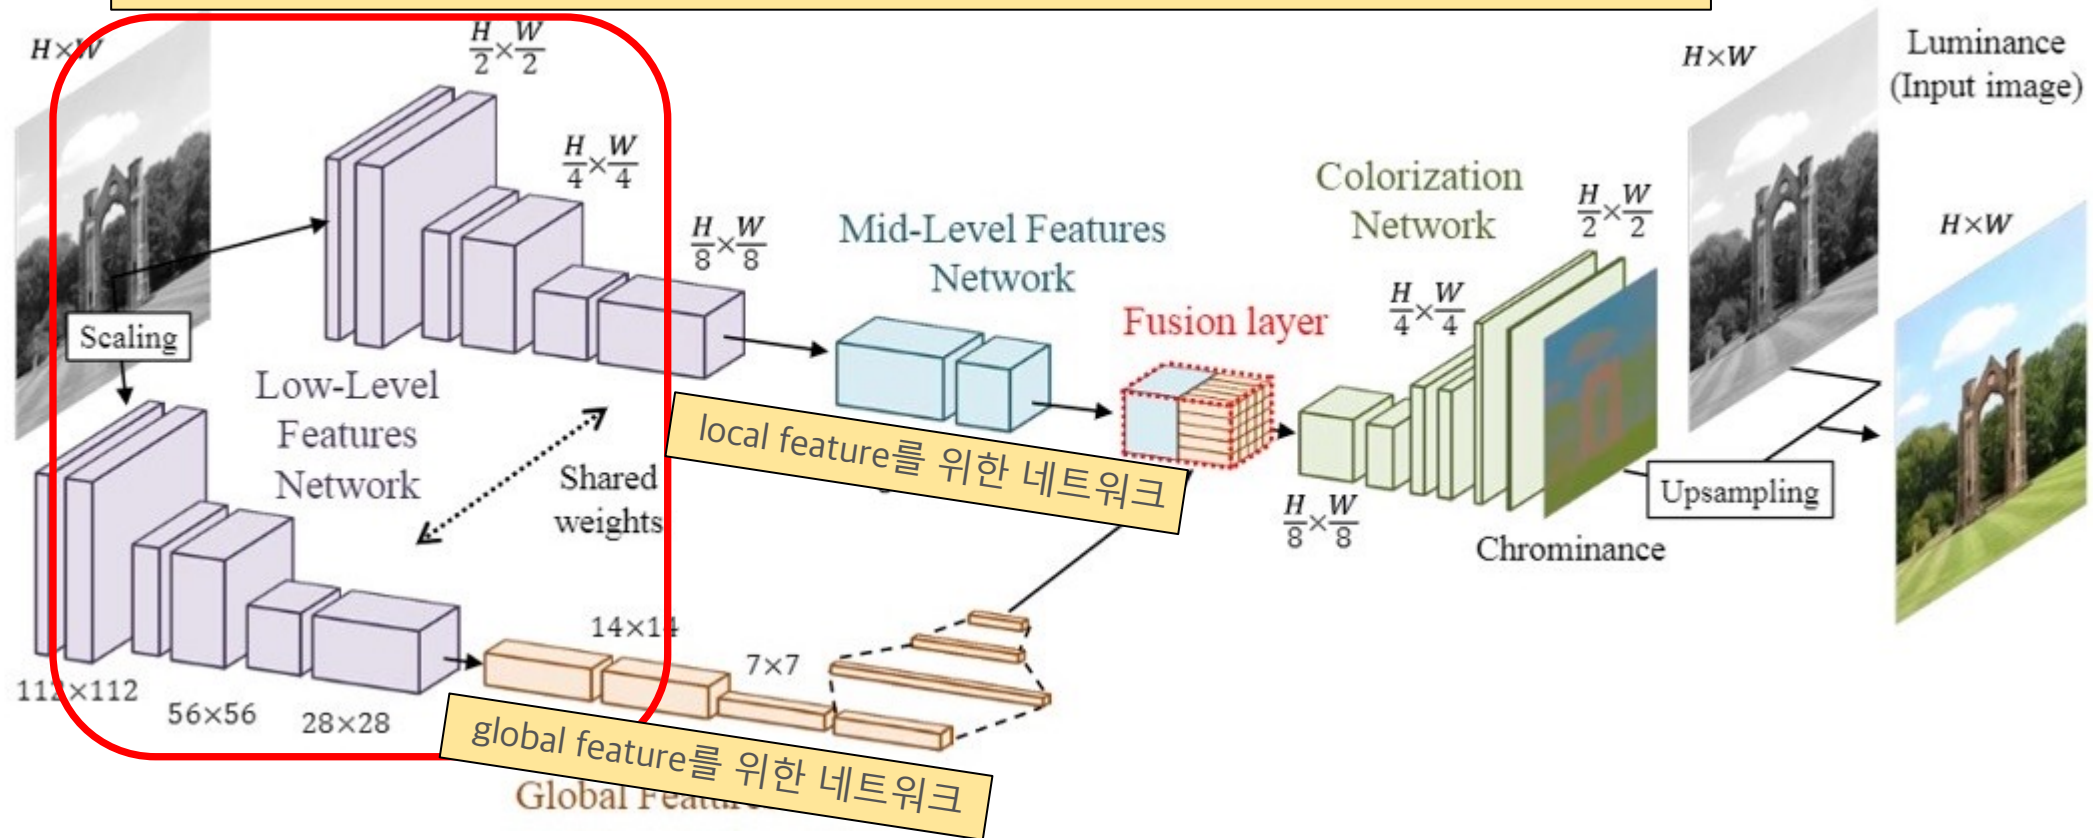 H×W
H/2×W/2
H/4×W/4
H/8×W/8
Scaling
Low-Level
Features
Network
Shared
weights
112×112
56×56
28×28
14×14
7×7
global feature를 위한 네트워크
Global
local feature를 위한 네트워크
Mid-Level Features
Network
Fusion layer
Colorization
Network
H/8×W/8
H/4×W/4
H/2×W/2
Chrominance
Upsampling
H×W
Luminance
(Input image)
H×W